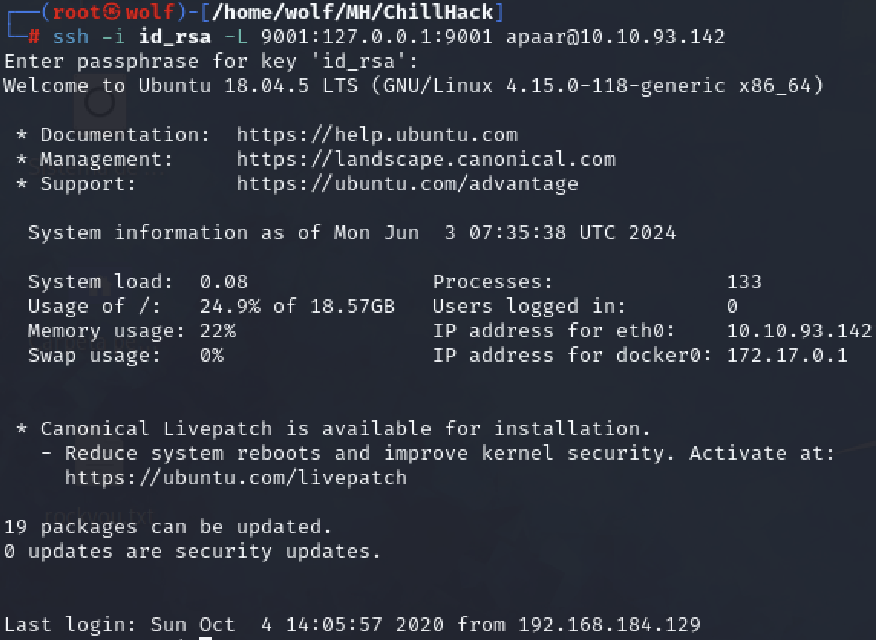 ┌──(root㉿wolf)-[/home/wolf/MH/ChillHack]
└─# ssh -i id_rsa -L 9001:127.0.0.1:9001 apaar@10.10.93.142
Enter passphrase for key 'id_rsa':
Welcome to Ubuntu 18.04.5 LTS (GNU/Linux 4.15.0-118-generic x86_64)
* Documentation:  https://help.ubuntu.com
* Management:     https://landscape.canonical.com
* Support:        https://ubuntu.com/advantage
System information as of Mon Jun  3 07:35:38 UTC 2024
System load:  0.08               Processes:              133
Usage of /:   24.9% of 18.57GB   Users logged in:        0
Memory usage: 22%                IP address for eth0:    10.10.93.142
Swap usage:   0%                 IP address for docker0: 172.17.0.1
* Canonical Livepatch is available for installation.
- Reduce system reboots and improve kernel security. Activate at:
https://ubuntu.com/livepatch
rockyou.txt
19 packages can be updated.
0 updates are security updates.
Last login: Sun Oct  4 14:05:57 2020 from 192.168.184.129